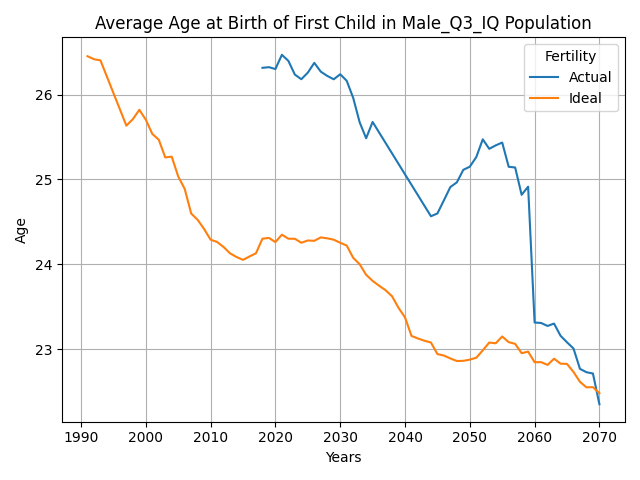 Average Age at Birth of First Child in Male_Q3_IQ Population
Fertility
Actual
Ideal
Age
26
25
24
23
1990 2000 2010 2020 2030 2040 2050 2060 2070
Years